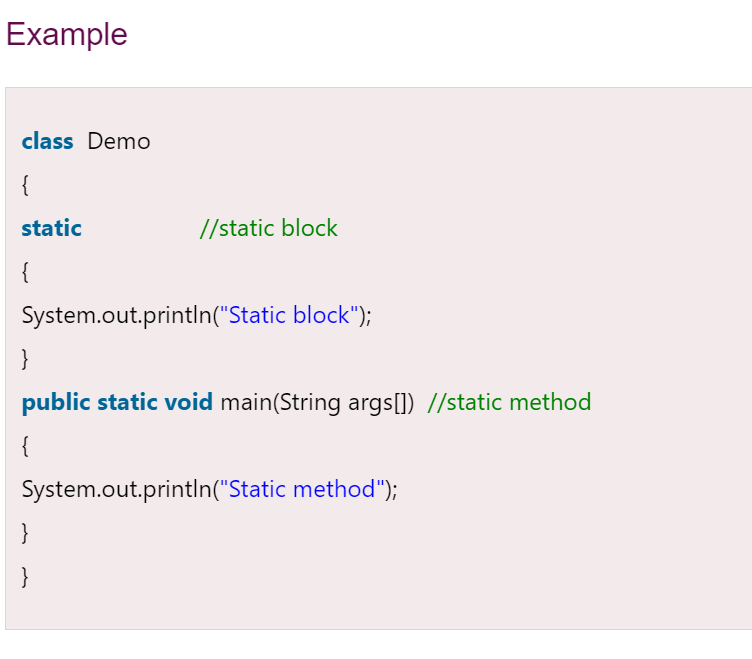 Example
class  Demo
{
static                 //static block
{
System.out.println("Static block");
}
public static void main(String args[])  //static method
{
System.out.println("Static method");
}
}